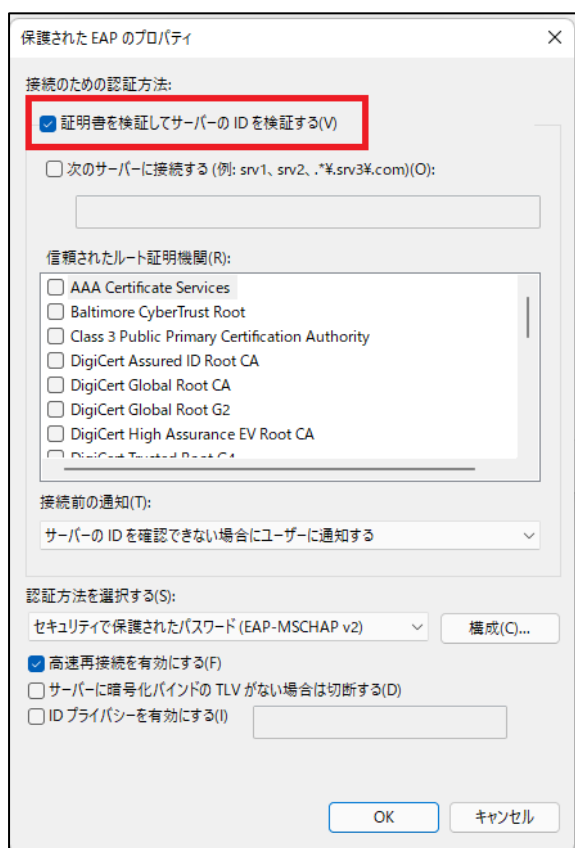 保護された EAP のプロパティ
接続のための認証方法:
証明書を検証してサーバーの ID を検証する(V)
次のサーバーに接続する (例: srv1、srv2、.*¥.srv3¥.com)(O):
信頼されたルート証明機関(R):
AAA Certificate Services
Baltimore CyberTrust Root
Class 3 Public Primary Certification Authority
DigiCert Assured ID Root CA
DigiCert Global Root CA
DigiCert Global Root G2
DigiCert High Assurance EV Root CA
DigiCert Trusted Root G4
接続前の通知(T):
サーバーの ID を確認できない場合にユーザーに通知する
認証方法を選択する(S):
セキュリティで保護されたパスワード (EAP-MSCHAP v2)
構成(C)...
高速再接続を有効にする(F)
サーバーに暗号化バインドの TLV がない場合は切断する(D)
ID プライバシーを有効にする(I)
OK
キャンセル